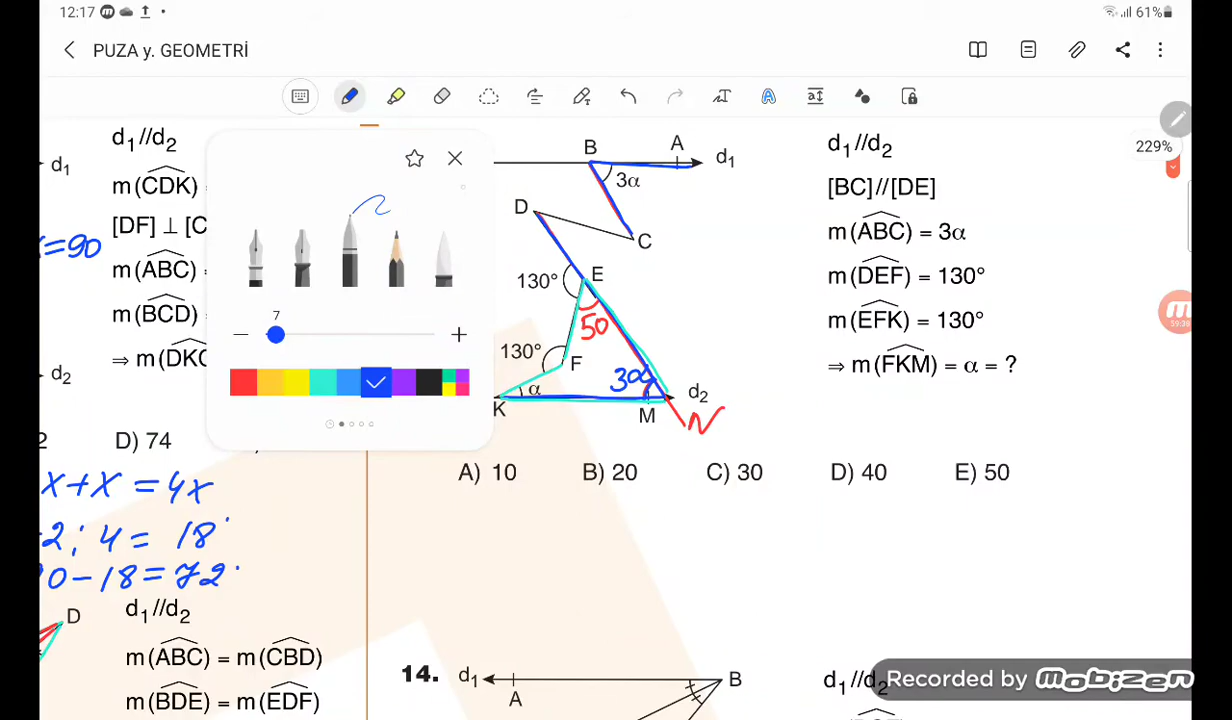 12:17
61%
PUZA y. GEOMETRİ
229%
d1
d1//d2
m(CDK)
[DF] ⊥ [C
=90
m(ABC)
m(BCD)
⇒ m(DKC
d2
2 D) 74
x+x = 4x
2 : 4 = 18
0-18 = 72
7
B A d1
3α
D
C
130° E
50
130°
F
30
α
K M d2
N
d1//d2
[BC]//[DE]
m(ABC) = 3α
m(DEF) = 130°
m(EFK) = 130°
⇒ m(FKM) = α = ?
A) 10 B) 20 C) 30 D) 40 E) 50
59:39
D
d1//d2
m(ABC) = m(CBD)
m(BDE) = m(EDF)
14. d1 A B
d1//d2
Recorded by mobizen